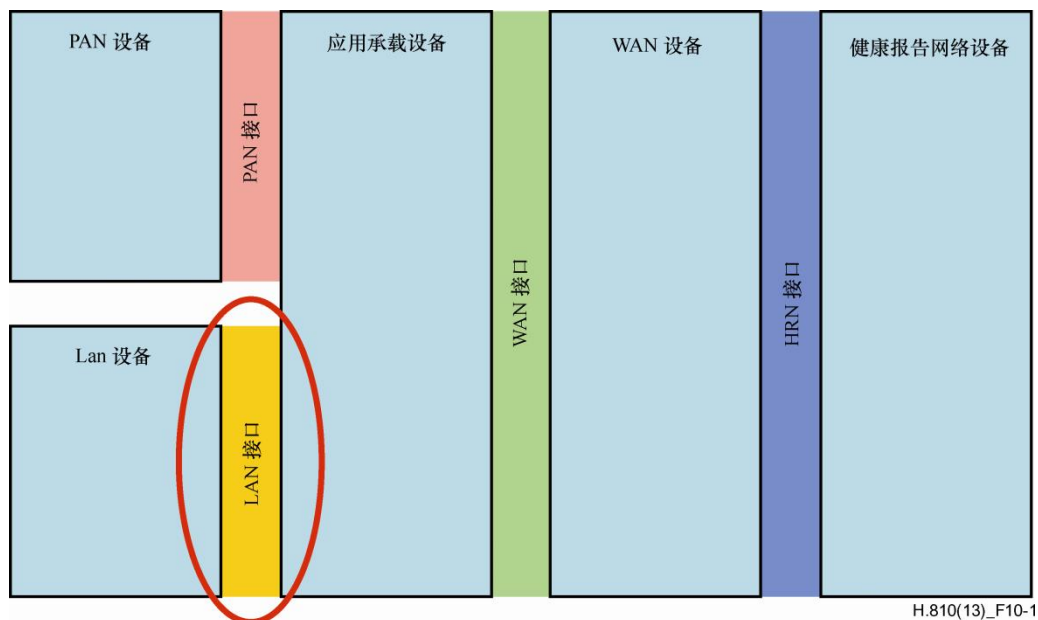 PAN 设备
PAN 接口
应用承载设备
WAN 接口
WAN 设备
HRN 接口
健康报告网络设备
Lan 设备
LAN 接口
H.810(13)_F10-1